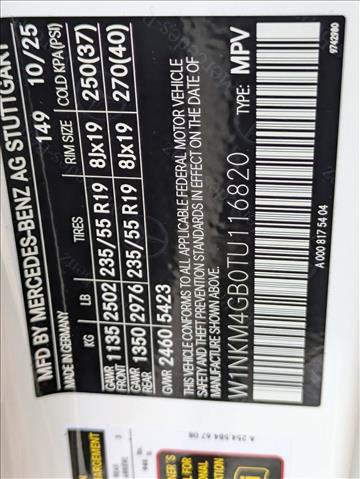 MFD BY MERCEDES-BENZ AG STUTTGART
MADE IN GERMANY 149 10/25
KG LB TIRES RIM SIZE COLD KPA(PSI)
GAWR FRONT 1135 2502 235/55 R19 8Jx19 250(37)
GAWR REAR 1350 2976 235/55 R19 8Jx19 270(40)
GVWR 2460 5423
THIS VEHICLE CONFORMS TO ALL APPLICABLE FEDERAL MOTOR VEHICLE
SAFETY AND THEFT PREVENTION STANDARDS IN EFFECT ON THE DATE OF
MANUFACTURE SHOWN ABOVE.
W1NKM4GB0TU116820 TYPE: MPV
A 000 817 54 04
9742980
A 254 584 67 08